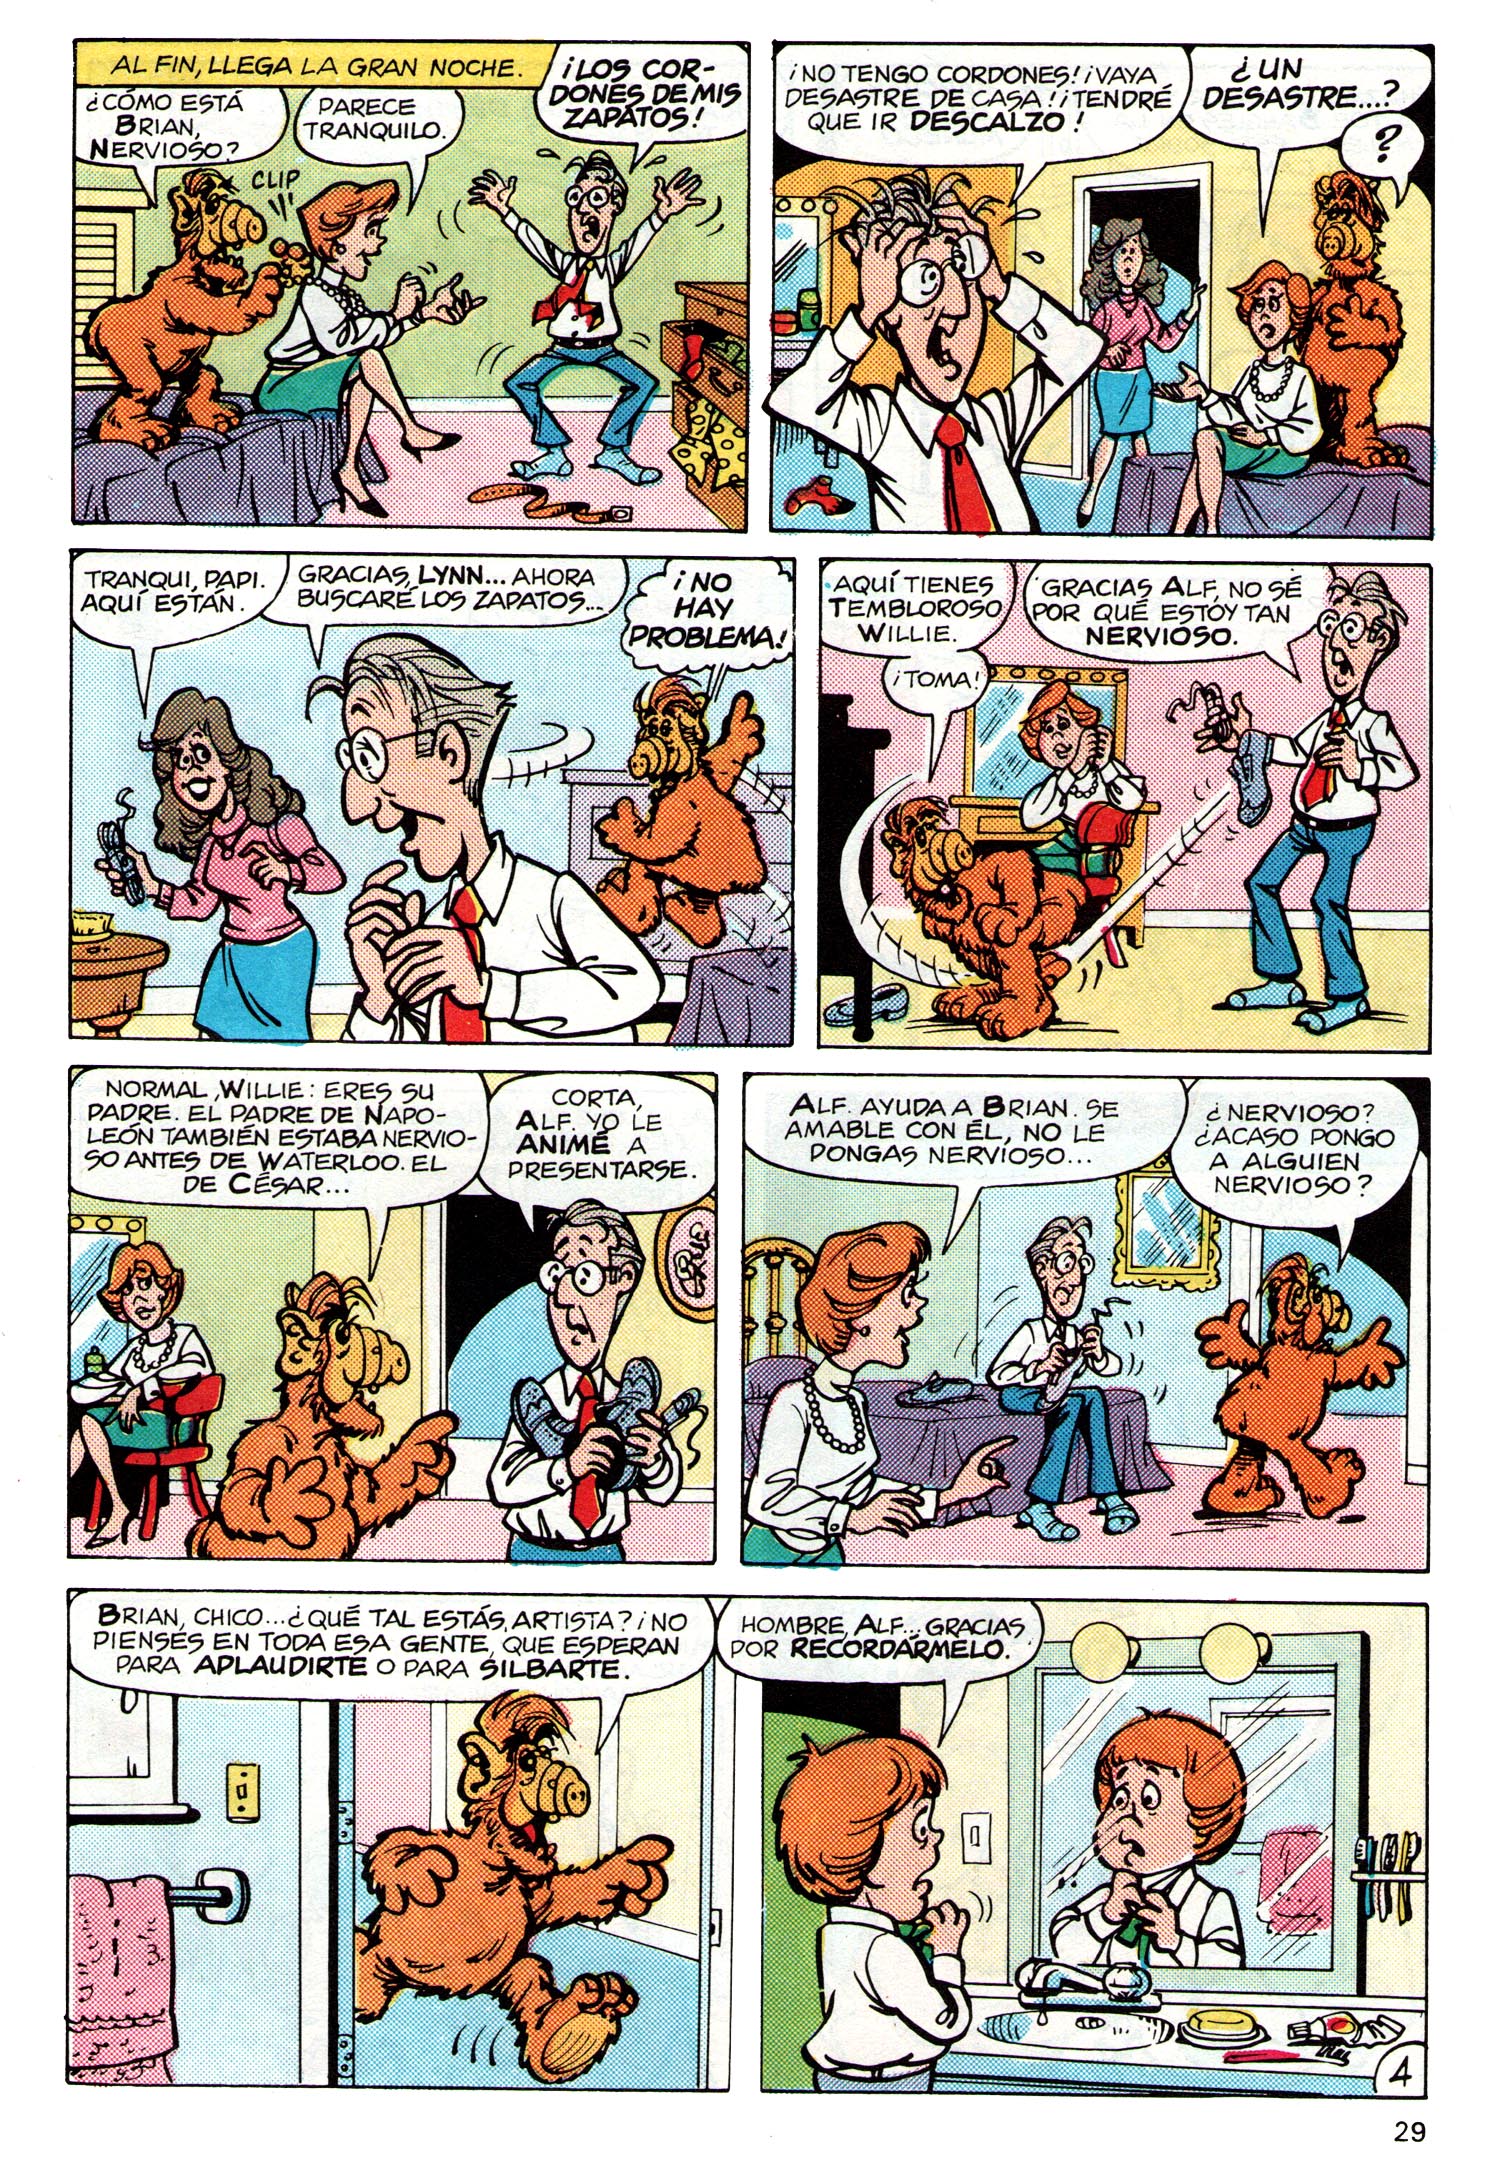 AL FIN, LLEGA LA GRAN NOCHE.
¿CÓMO ESTÁ
BRIAN,
NERVIOSO?
CLIP
PARECE
TRANQUILO.
¡LOS COR-
DONES DE MIS
ZAPATOS!
¡NO TENGO CORDONES! ¡VAYA
DESASTRE DE CASA! ¡TENDRÉ
QUE IR DESCALZO!
¿UN
DESASTRE...?
?
TRANQUI, PAPI.
AQUÍ ESTÁN.
GRACIAS, LYNN... AHORA
BUSCARÉ LOS ZAPATOS...
¡NO
HAY
PROBLEMA!
AQUÍ TIENES
TEMBLOROSO
WILLIE.
¡TOMA!
GRACIAS ALF, NO SÉ
POR QUÉ ESTOY TAN
NERVIOSO.
NORMAL, WILLIE: ERES SU
PADRE. EL PADRE DE NAPO-
LEÓN TAMBIÉN ESTABA NERVIO-
SO ANTES DE WATERLOO. EL
DE CÉSAR...
CORTA,
ALF. YO LE
ANIMÉ A
PRESENTARSE.
ALF. AYUDA A BRIAN. SE
AMABLE CON ÉL, NO LE
PONGAS NERVIOSO...
¿NERVIOSO?
¿ACASO PONGO
A ALGUIEN
NERVIOSO?
BRIAN, CHICO... ¿QUÉ TAL ESTÁS, ARTISTA? ¡NO
PIENSES EN TODA ESA GENTE, QUE ESPERAN
PARA APLAUDIRTE O PARA SILBARTE.
HOMBRE, ALF... GRACIAS
POR RECORDÁRMELO.
4
29